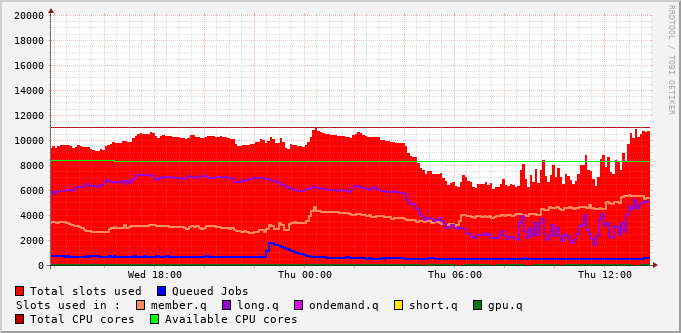 20000
18000
16000
14000
12000
10000
8000
6000
4000
2000
0
Wed 18:00 Thu 00:00 Thu 06:00 Thu 12:00
RRDTOOL / TOBI OETIKER
Total slots used Queued Jobs
Slots used in : member.q long.q ondemand.q short.q gpu.q
Total CPU cores Available CPU cores